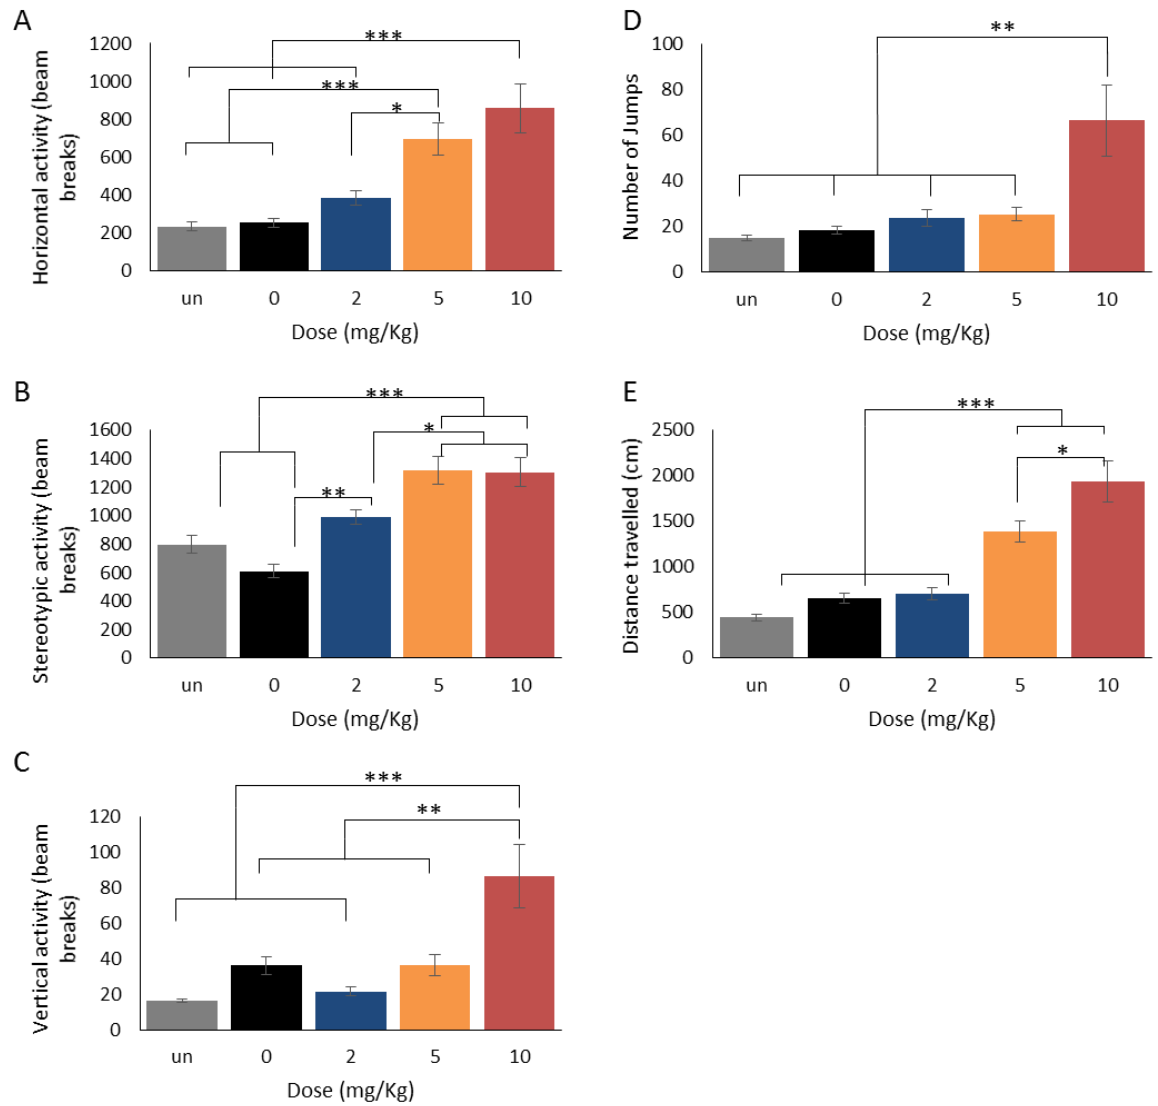 A
Horizontal activity (beam
breaks)
1200
1000
800
600
400
200
0
***
***
*
un 0 2 5 10
Dose (mg/Kg)
D
Number of Jumps
100
80
60
40
20
0
**
un 0 2 5 10
Dose (mg/Kg)
B
Stereotypic activity (beam
breaks)
1600
1400
1200
1000
800
600
400
200
0
***
*
**
un 0 2 5 10
Dose (mg/Kg)
E
Distance travelled (cm)
2500
2000
1500
1000
500
0
***
*
un 0 2 5 10
Dose (mg/Kg)
C
Vertical activity (beam
breaks)
120
100
80
60
40
20
0
***
**
un 0 2 5 10
Dose (mg/Kg)